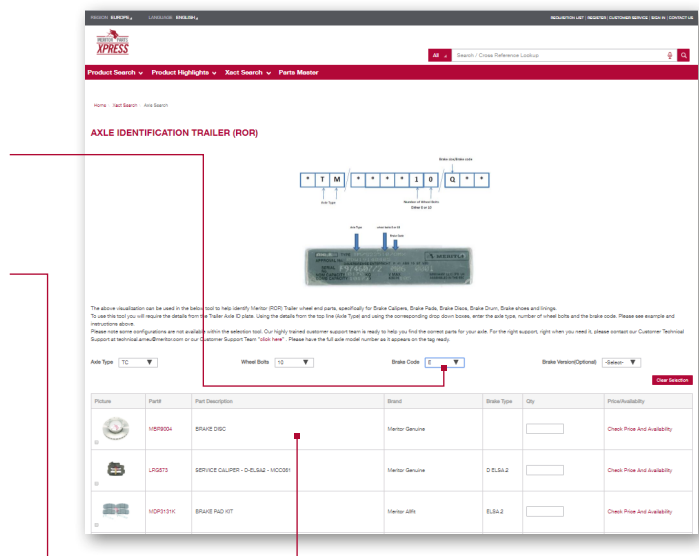 REGION EUROPE LANGUAGE ENGLISH REQUISITION LIST | REGISTER | CUSTOMER SERVICE | SIGN IN | CONTACT US
MERITOR PARTS
XPRESS
All Search / Cross Reference Lookup
Product Search Product Highlights Xact Search Parts Master
Home Xact Search Axle Search
AXLE IDENTIFICATION TRAILER (ROR)
Brake size/Brake code
* T M * * * * 1 0 Q * *
Axle Type Number of Wheel Bolts
Either 8 or 10
Axle Type
MERITOR
The above visualisation can be used in the below tool to help identify Meritor (ROR) Trailer wheel end parts, specifically for Brake Calipers, Brake Pads, Brake Discs, Brake Drum, Brake shoes and linings.
To use this tool you will require the details from the Trailer Axle ID plate. Using the details from the top line (Axle Type) and using the corresponding drop down boxes, enter the axle type, number of wheel bolts and the brake code. Please see example and
instructions above.
Please note some configurations are not available within the selection tool. Our highly trained customer support team is ready to help you find the correct parts for your axle. For the right support, right when you need it, please contact our Customer Technical
Support at technical.ameu@meritor.com or our Customer Support Team "click here" . Please have the full axle model number as it appears on the tag ready.
Axle Type TC Wheel Bolts 10 Brake Code E Brake Version(Optional) -Select-
Clear Selection
Picture Part# Part Description Brand Brake Type Qty Price/Availability
MBR9004 BRAKE DISC Meritor Genuine Check Price And Availability
LRG573 SERVICE CALIPER - D-ELSA2 - MCC061 Meritor Genuine D ELSA.2 Check Price And Availability
MDP3131K BRAKE PAD KIT Meritor Allfit ELSA.2 Check Price And Availability